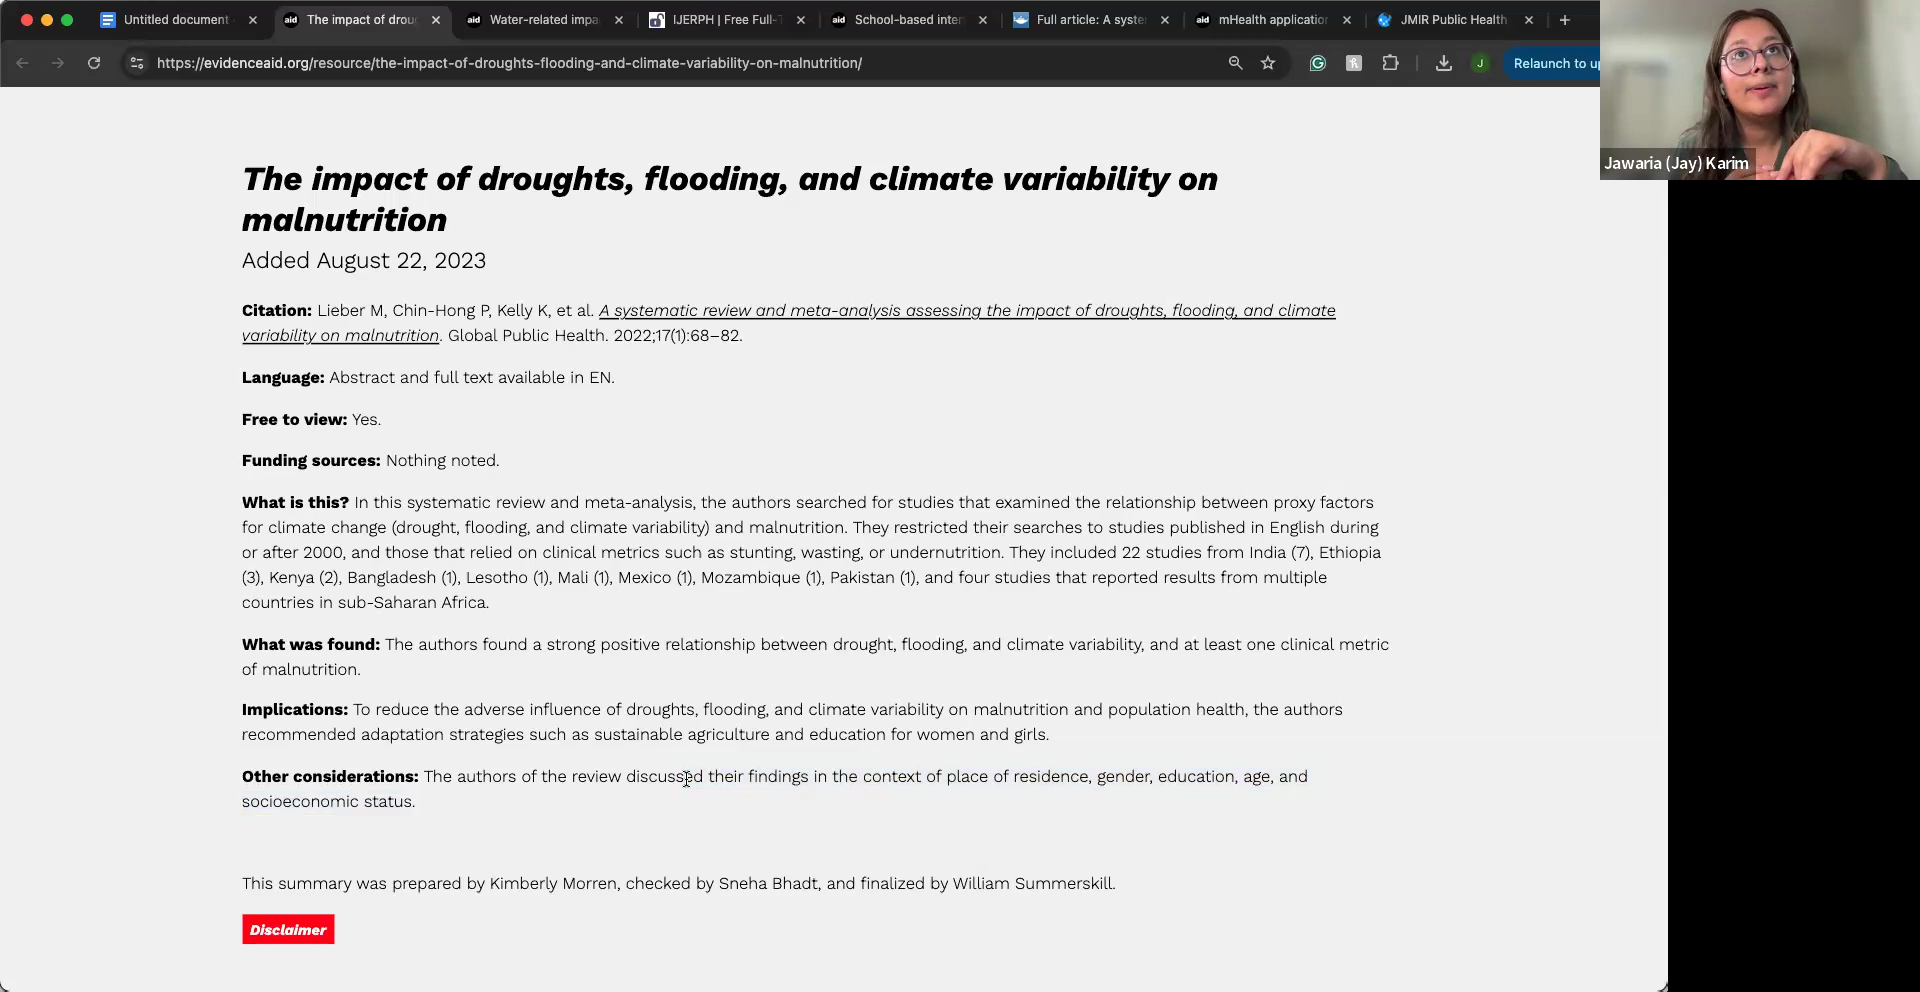 Untitled document
aid The impact of drou
aid Water-related impa
IJERPH | Free Full-T
aid School-based inter
Full article: A syste
aid mHealth application
JMIR Public Health
https://evidenceaid.org/resource/the-impact-of-droughts-flooding-and-climate-variability-on-malnutrition/
J
Relaunch to up
Jawaria (Jay) Karim
The impact of droughts, flooding, and climate variability on
malnutrition
Added August 22, 2023
Citation: Lieber M, Chin-Hong P, Kelly K, et al. A systematic review and meta-analysis assessing the impact of droughts, flooding, and climate
variability on malnutrition. Global Public Health. 2022;17(1):68–82.
Language: Abstract and full text available in EN.
Free to view: Yes.
Funding sources: Nothing noted.
What is this? In this systematic review and meta-analysis, the authors searched for studies that examined the relationship between proxy factors
for climate change (drought, flooding, and climate variability) and malnutrition. They restricted their searches to studies published in English during
or after 2000, and those that relied on clinical metrics such as stunting, wasting, or undernutrition. They included 22 studies from India (7), Ethiopia
(3), Kenya (2), Bangladesh (1), Lesotho (1), Mali (1), Mexico (1), Mozambique (1), Pakistan (1), and four studies that reported results from multiple
countries in sub-Saharan Africa.
What was found: The authors found a strong positive relationship between drought, flooding, and climate variability, and at least one clinical metric
of malnutrition.
Implications: To reduce the adverse influence of droughts, flooding, and climate variability on malnutrition and population health, the authors
recommended adaptation strategies such as sustainable agriculture and education for women and girls.
Other considerations: The authors of the review discussed their findings in the context of place of residence, gender, education, age, and
socioeconomic status.
This summary was prepared by Kimberly Morren, checked by Sneha Bhadt, and finalized by William Summerskill.
Disclaimer